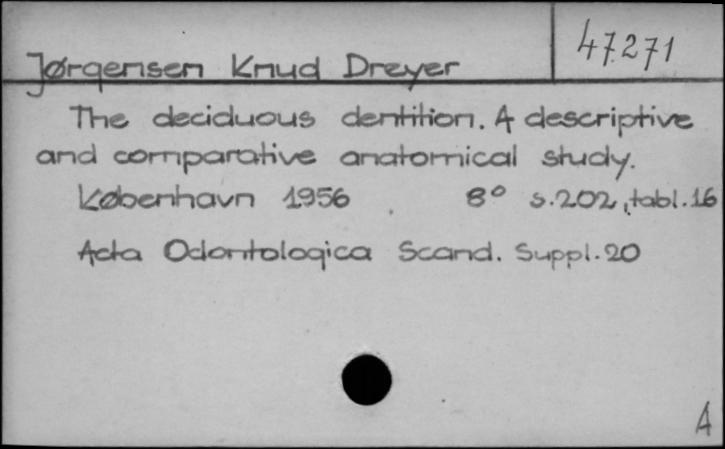 47271
Jørgensen Knud Dreyer
The deciduous dentition. A descriptive
and comparative anatomical study.
København 1956 8° s.202, tabl.16
Acta Odontologica Scand. Suppl.20
A